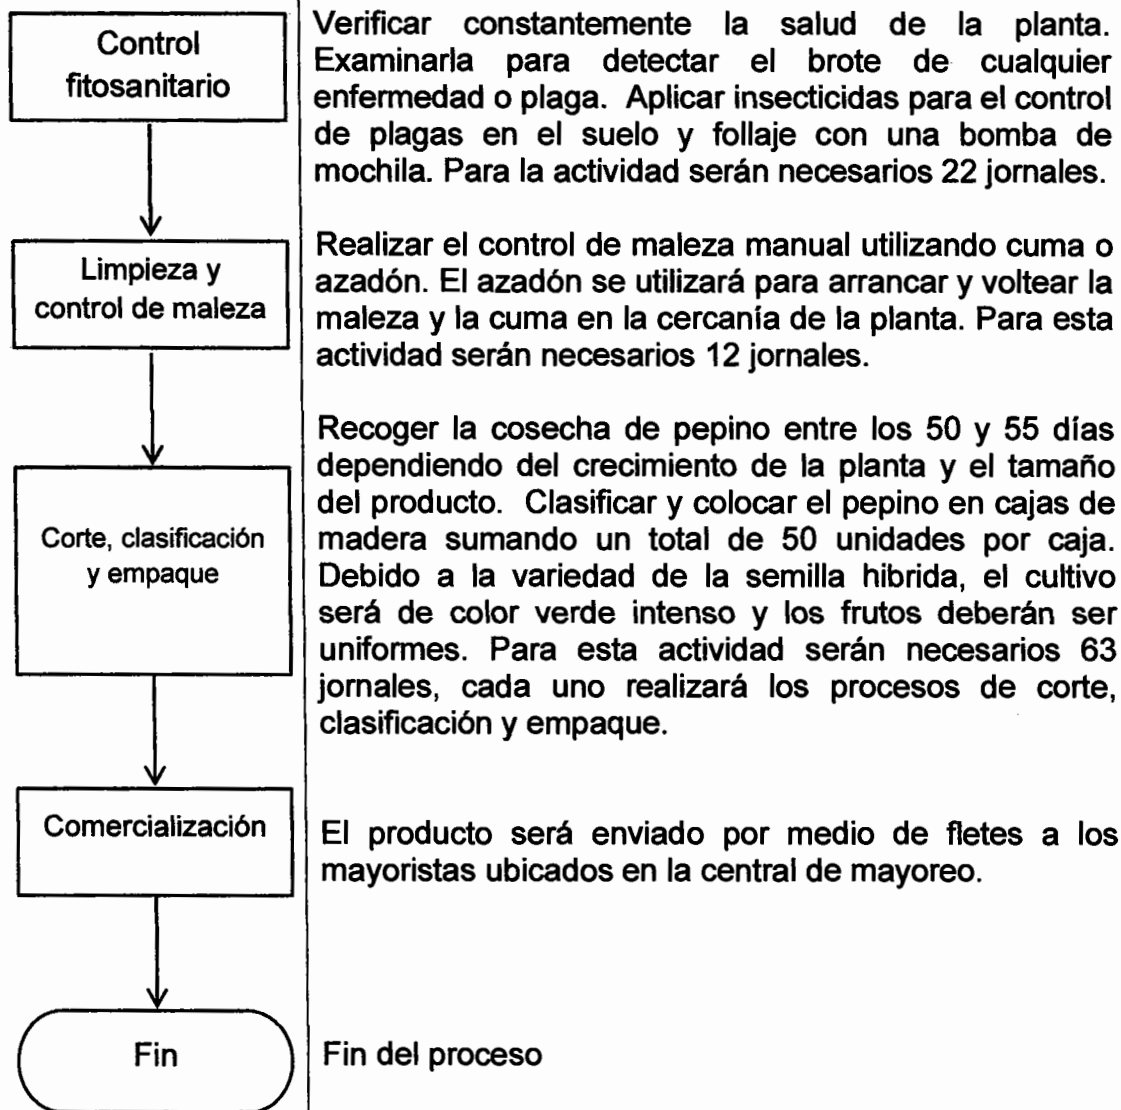 Control
fitosanitario
Verificar constantemente la salud de la planta.
Examinarla para detectar el brote de cualquier
enfermedad o plaga. Aplicar insecticidas para el control
de plagas en el suelo y follaje con una bomba de
mochila. Para la actividad serán necesarios 22 jornales.
Limpieza y
control de maleza
Realizar el control de maleza manual utilizando cuma o
azadón. El azadón se utilizará para arrancar y voltear la
maleza y la cuma en la cercanía de la planta. Para esta
actividad serán necesarios 12 jornales.
Corte, clasificación
y empaque
Recoger la cosecha de pepino entre los 50 y 55 días
dependiendo del crecimiento de la planta y el tamaño
del producto. Clasificar y colocar el pepino en cajas de
madera sumando un total de 50 unidades por caja.
Debido a la variedad de la semilla hibrida, el cultivo
será de color verde intenso y los frutos deberán ser
uniformes. Para esta actividad serán necesarios 63
jornales, cada uno realizará los procesos de corte,
clasificación y empaque.
Comercialización
El producto será enviado por medio de fletes a los
mayoristas ubicados en la central de mayoreo.
Fin
Fin del proceso